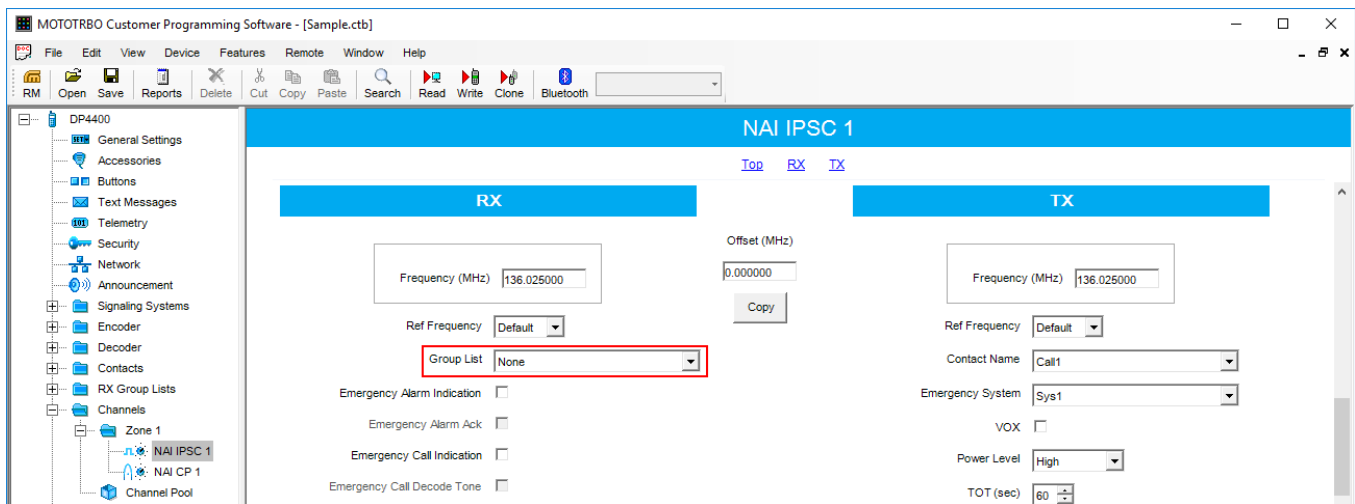 MOTOTRBO Customer Programming Software - [Sample.ctb]
File Edit View Device Features Remote Window Help
RM Open Save Reports Delete Cut Copy Paste Search Read Write Clone Bluetooth
DP4400
General Settings
Accessories
Buttons
Text Messages
Telemetry
Security
Network
Announcement
Signaling Systems
Encoder
Decoder
Contacts
RX Group Lists
Channels
Zone 1
NAI IPSC 1
NAI CP 1
Channel Pool
NAI IPSC 1
Top RX TX
RX
Frequency (MHz) 136.025000
Ref Frequency Default
Group List None
Emergency Alarm Indication
Emergency Alarm Ack
Emergency Call Indication
Emergency Call Decode Tone
Offset (MHz)
0.000000
Copy
TX
Frequency (MHz) 136.025000
Ref Frequency Default
Contact Name Call1
Emergency System Sys1
VOX
Power Level High
TOT (sec) 60